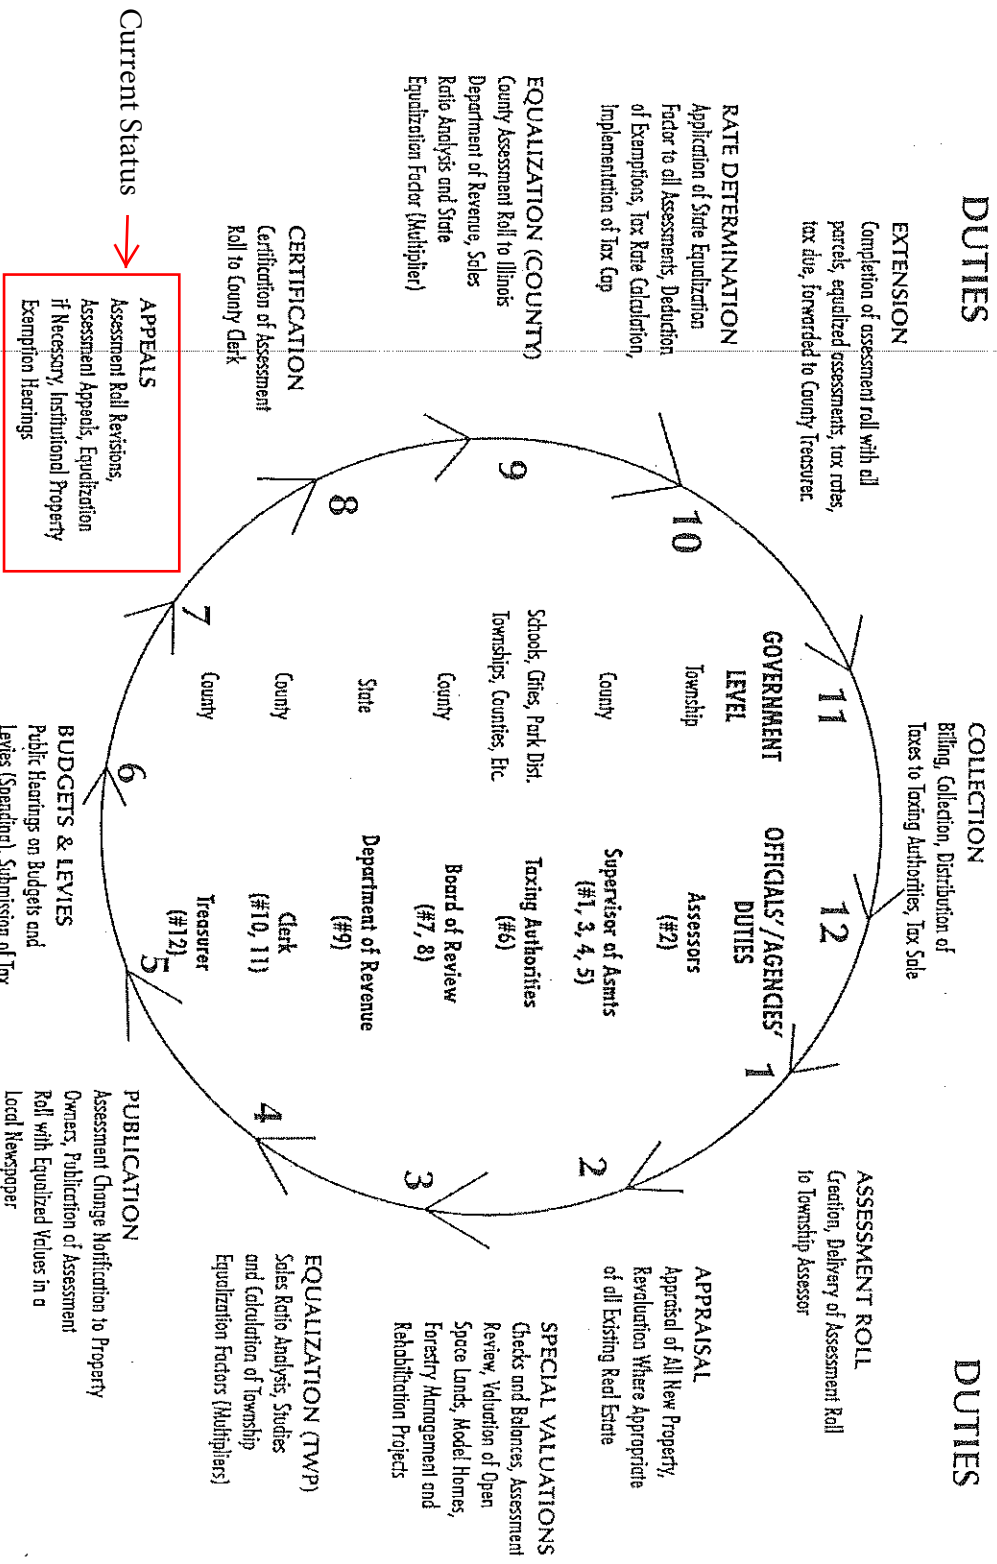 DUTIES
DUTIES
COLLECTION
Billing, Collection, Distribution of
Taxes to Taxing Authorities, Tax Sale
EXTENSION
Completion of assessment roll with all
parcels, equalized assessments, tax rates,
tax due, forwarded to County Treasurer.
ASSESSMENT ROLL
Creation, Delivery of Assessment Roll
to Township Assessor
RATE DETERMINATION
Application of State Equalization
Factor to all Assessments, Deduction
of Exemptions, Tax Rate Calculation,
Implementation of Tax Cap
APPRAISAL
Appraisal of All New Property,
Revaluation Where Appropriate
of all Existing Real Estate
EQUALIZATION (COUNTY)
County Assessment Roll to Illinois
Department of Revenue, Sales
Ratio Analysis and State
Equalization Factor (Multiplier)
SPECIAL VALUATIONS
Checks and Balances, Assessment
Review, Valuation of Open
Space Lands, Model Homes,
Forestry Management and
Rehabilitation Projects
CERTIFICATION
Certification of Assessment
Roll to County Clerk
EQUALIZATION (TWP)
Sales Ratio Analysis, Studies
and Calculation of Township
Equalization Factors (Multipliers)
Current Status
APPEALS
Assessment Roll Revisions,
Assessment Appeals, Equalization
if Necessary, Institutional Property
Exemption Hearings
BUDGETS & LEVIES
Public Hearings on Budgets and
Levies (Spending), Submission of Tax
PUBLICATION
Assessment Change Notification to Property
Owners, Publication of Assessment
Roll with Equalized Values in a
Local Newspaper
1
2
3
4
5
6
7
8
9
10
11
12
GOVERNMENT
LEVEL
OFFICIALS'/AGENCIES'
DUTIES
Township
Assessors
(#2)
County
Supervisor of Asmts
(#1, 3, 4, 5)
Schools, Cities, Park Dist.
Townships, Counties, Etc.
Taxing Authorities
(#6)
County
Board of Review
(#7, 8)
State
Department of Revenue
(#9)
County
Clerk
(#10, 11)
County
Treasurer
(#12)